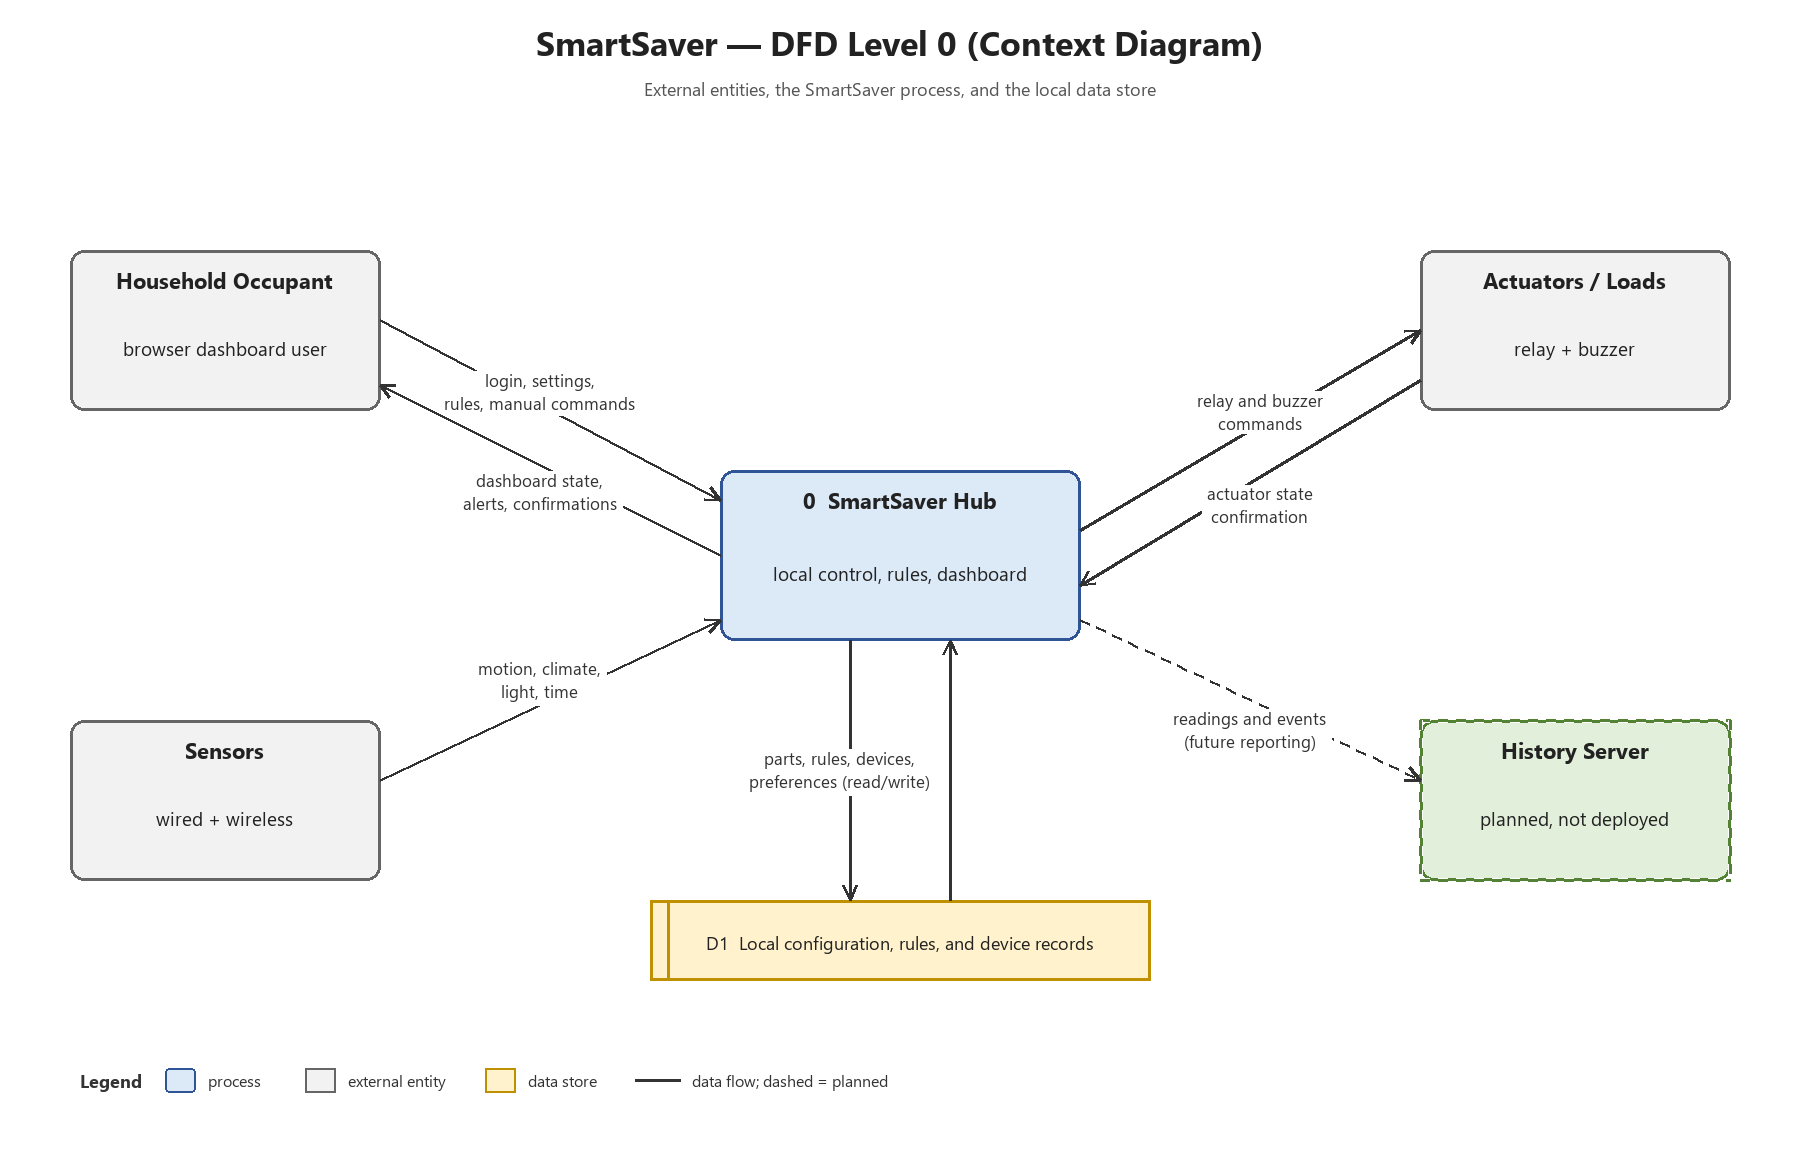 SmartSaver — DFD Level 0 (Context Diagram)
External entities, the SmartSaver process, and the local data store
Household Occupant
browser dashboard user
Actuators / Loads
relay + buzzer
login, settings,
rules, manual commands
relay and buzzer
commands
dashboard state,
alerts, confirmations
0 SmartSaver Hub
local control, rules, dashboard
actuator state
confirmation
motion, climate,
light, time
Sensors
wired + wireless
parts, rules, devices,
preferences (read/write)
readings and events
(future reporting)
History Server
planned, not deployed
D1 Local configuration, rules, and device records
Legend
process
external entity
data store
data flow; dashed = planned